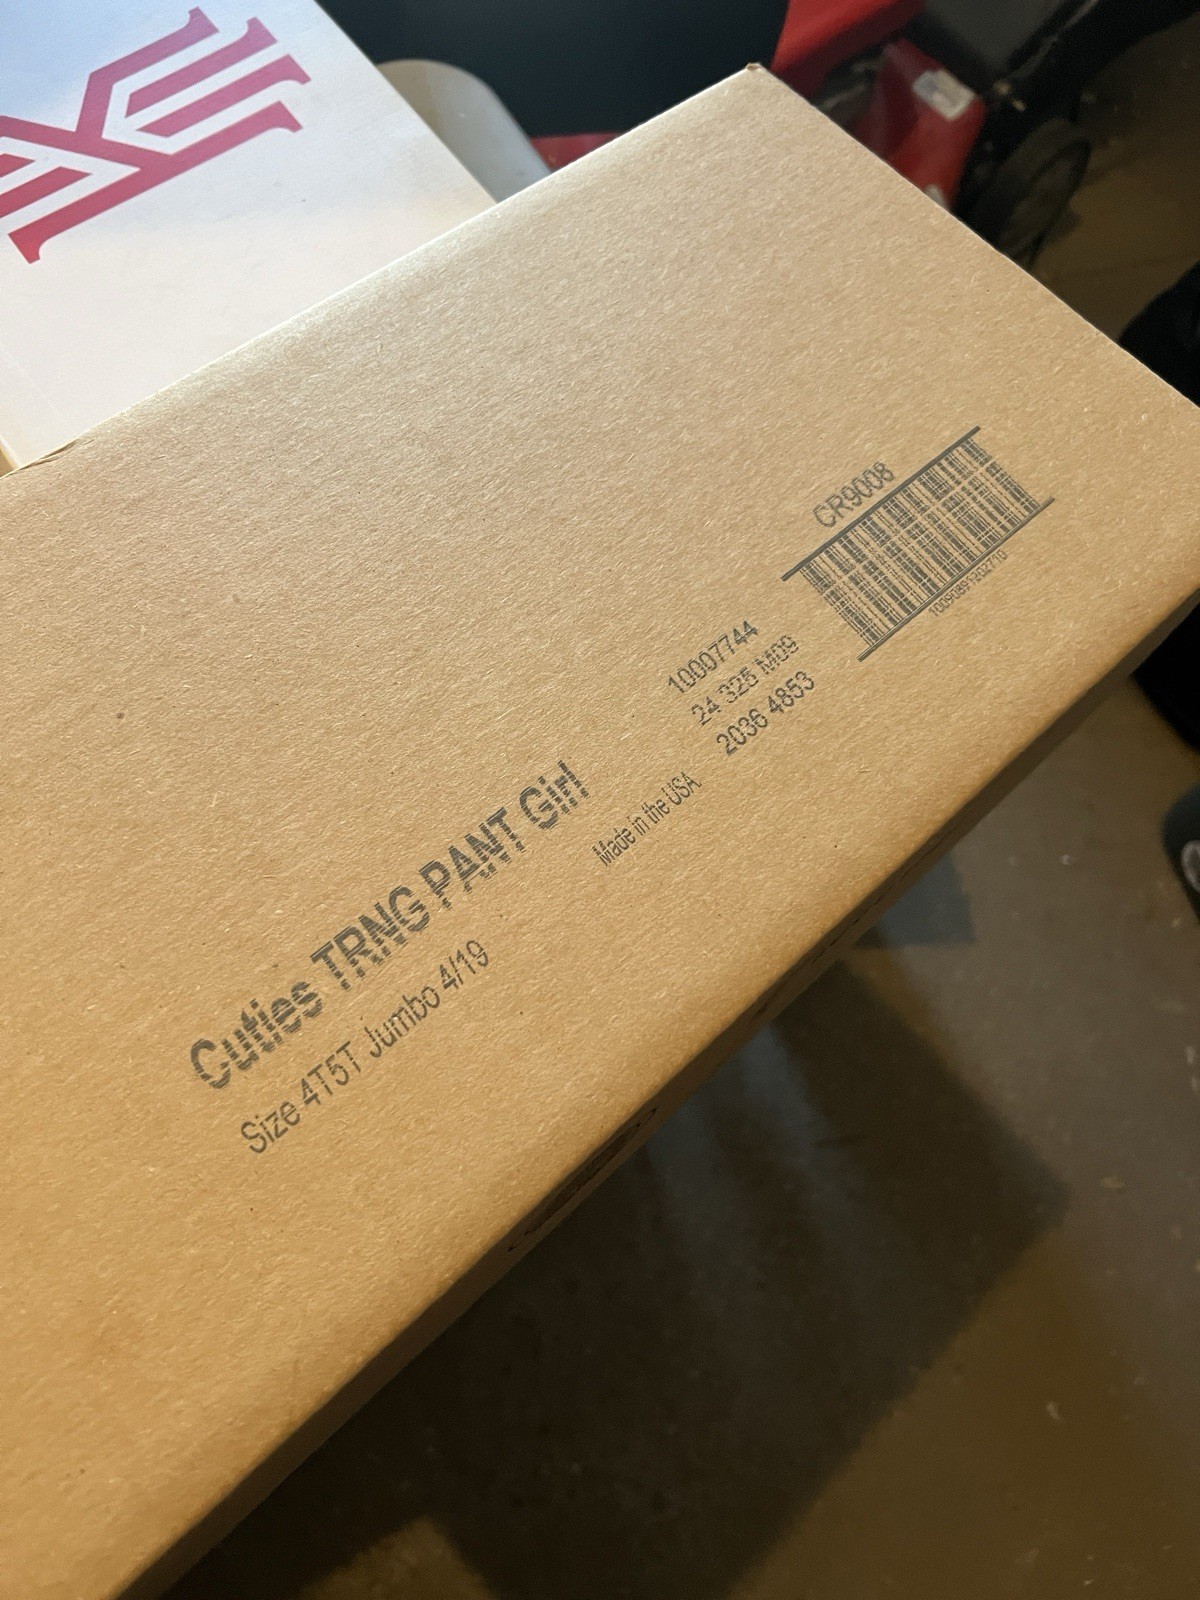 CR9008
10090891302710
10007744
24 325 M09
2036 4853
Made in the USA.
Cuties TRNG PANT Girl
Size 4T5T Jumbo 4/19